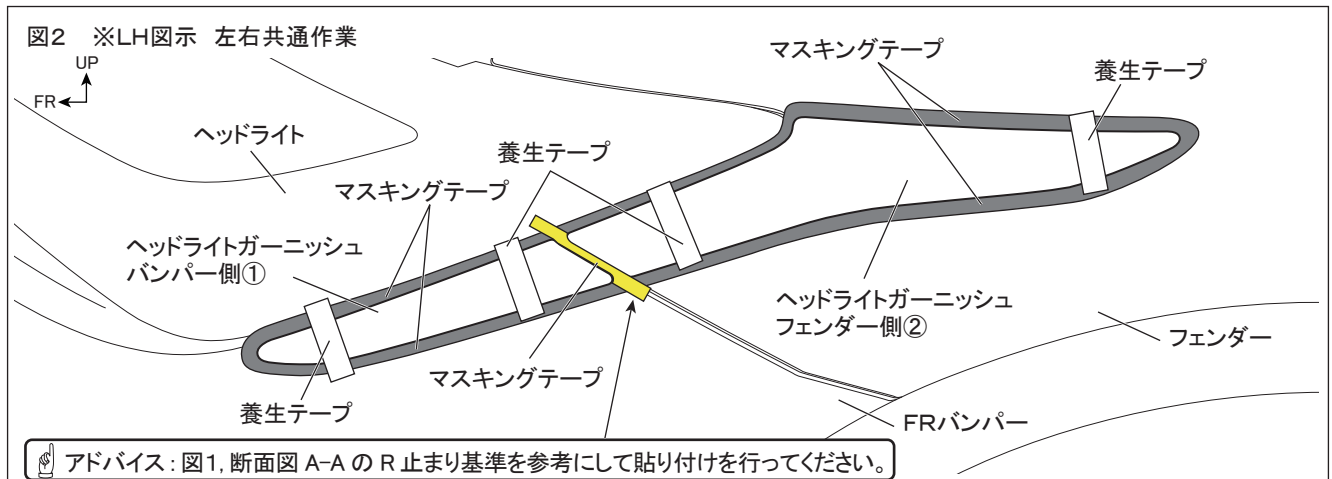 図2 ※LH図示 左右共通作業
UP
FR
マスキングテープ
養生テープ
ヘッドライト
養生テープ
マスキングテープ
ヘッドライトガーニッシュ
バンパー側①
ヘッドライトガーニッシュ
フェンダー側②
フェンダー
マスキングテープ
養生テープ
FRバンパー
アドバイス：図1, 断面図 A-A の R 止まり基準を参考にして貼り付けを行ってください。